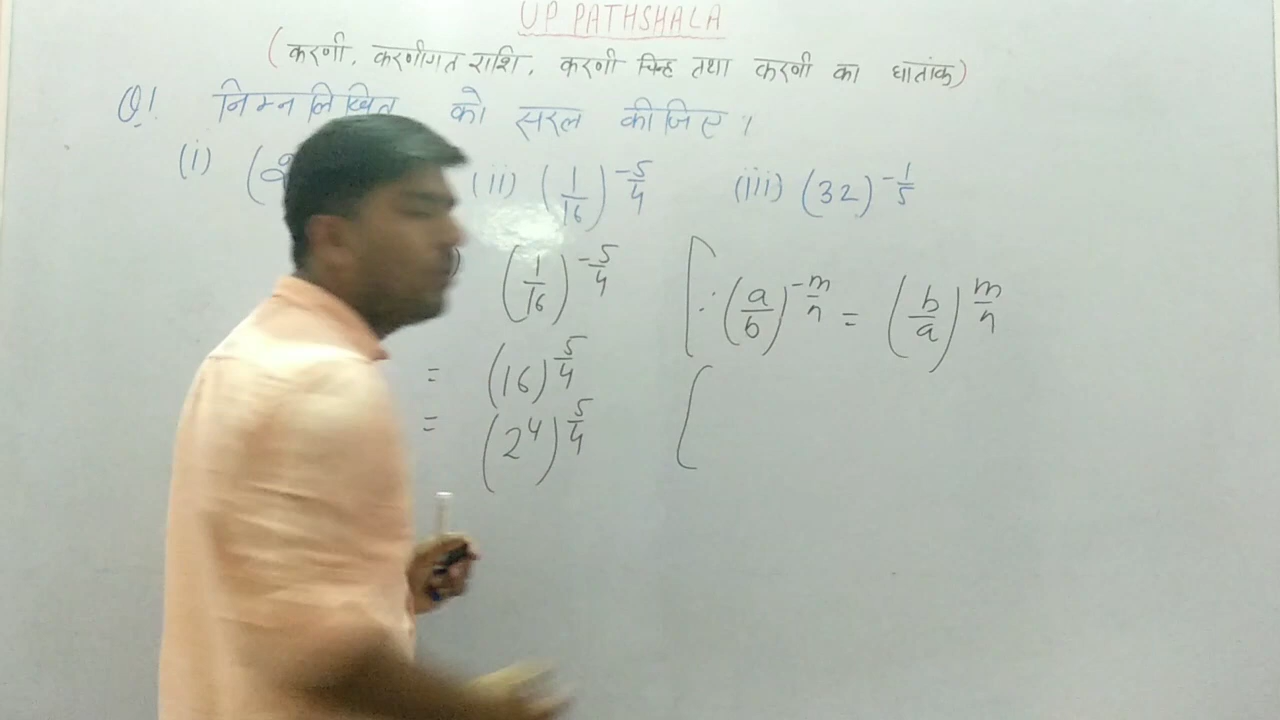 UP PATHSHALA
(करणी, करणीगत राशि, करणी चिन्ह तथा करणी का घातांक)
Q1 निम्नलिखित को सरल कीजिए।
(i) (ii) (1/16)^(-5/4) (iii) (32)^(-1/5)
(1/16)^(-5/4) [∵ (a/b)^(-m/n) = (b/a)^(m/n)
= (16)^(5/4)
= (2^4)^(5/4) [